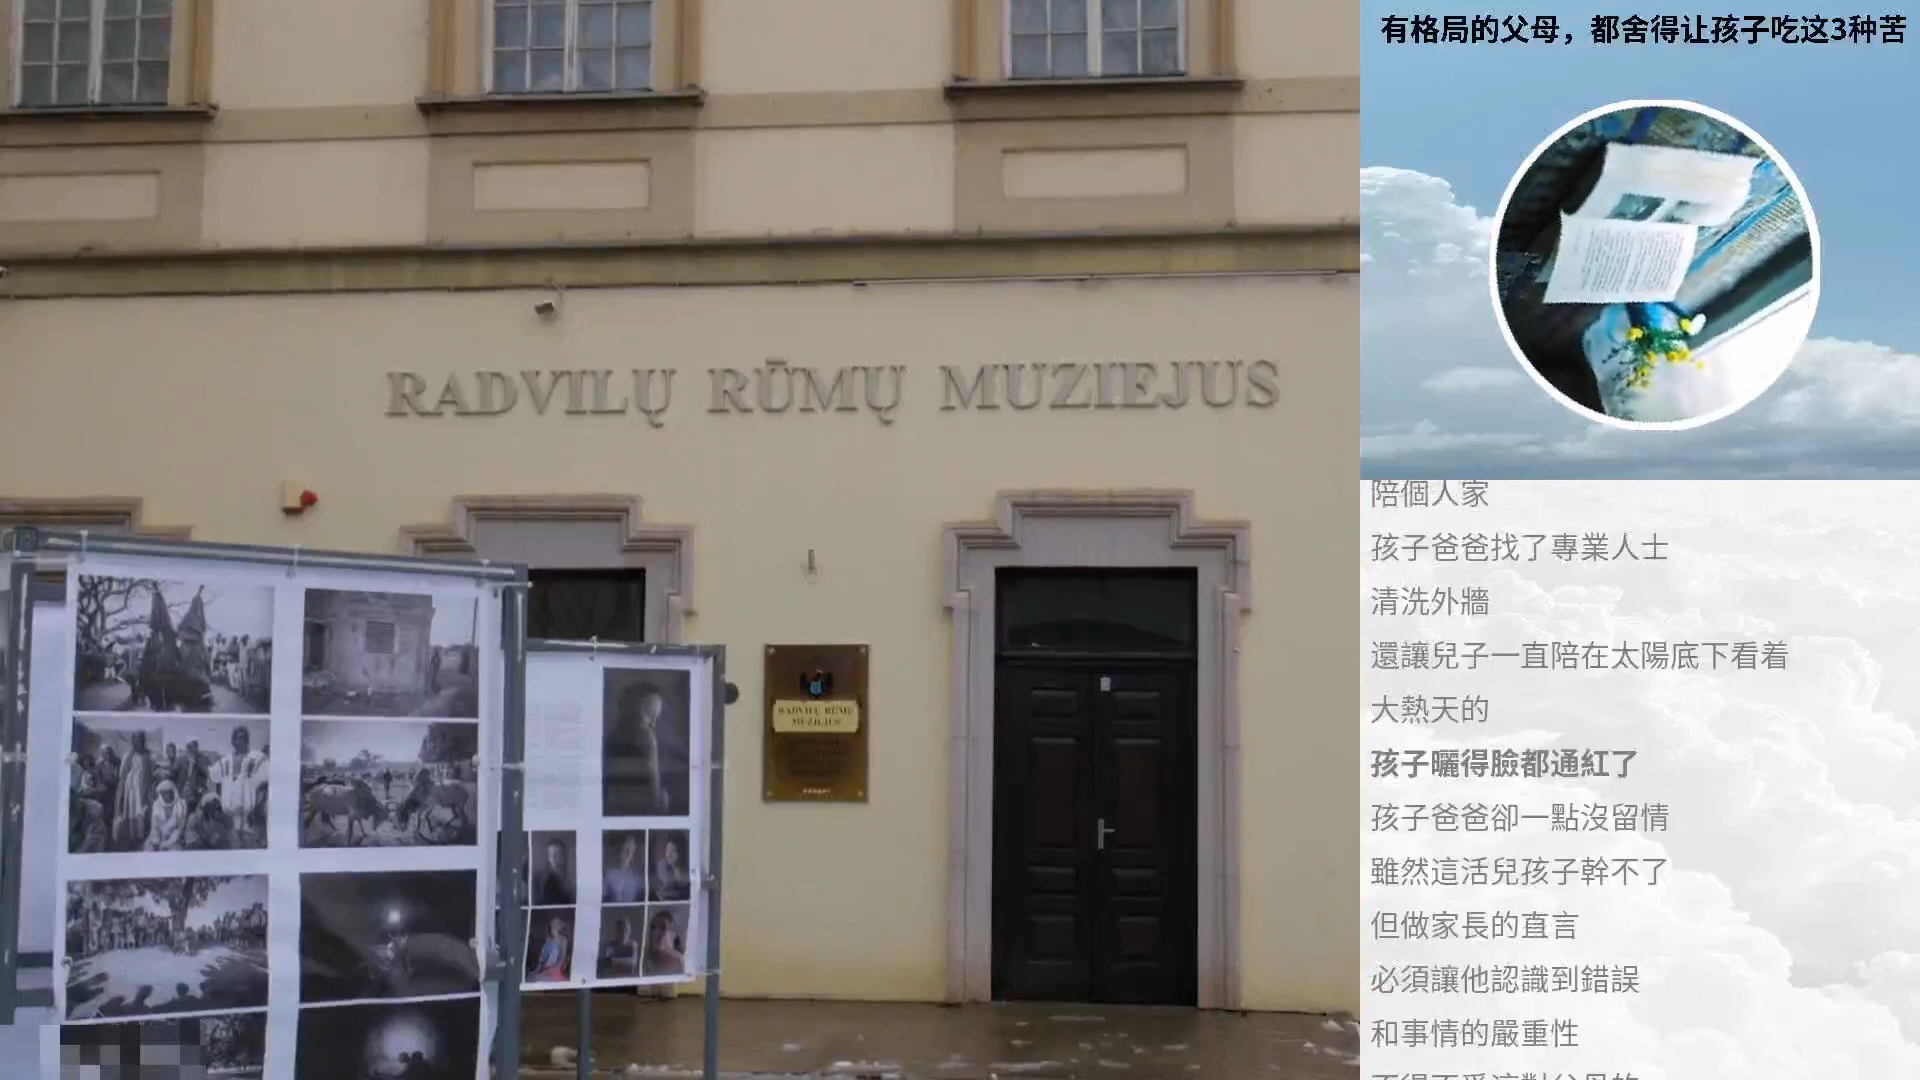 RADVILŲ RŪMŲ MUZIEJUS
RADVILŲ RŪMŲ
MUZIEJUS
有格局的父母，都舍得让孩子吃这3种苦
陪個人家
孩子爸爸找了專業人士
清洗外牆
還讓兒子一直陪在太陽底下看着
大熱天的
孩子曬得臉都通紅了
孩子爸爸卻一點沒留情
雖然這活兒孩子幹不了
但做家長的直言
必須讓他認識到錯誤
和事情的嚴重性